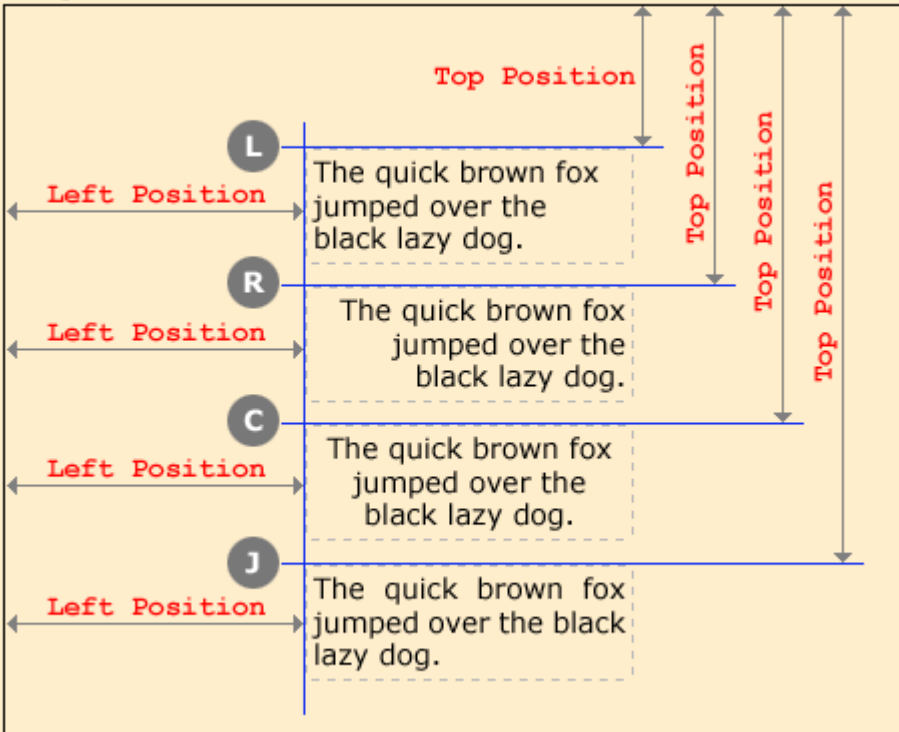 Top Position
Top Position
Top Position
Top Position
L
The quick brown fox
jumped over the
black lazy dog.
Left Position
R
The quick brown fox
jumped over the
black lazy dog.
Left Position
C
The quick brown fox
jumped over the
black lazy dog.
Left Position
J
The quick brown fox
jumped over the black
lazy dog.
Left Position